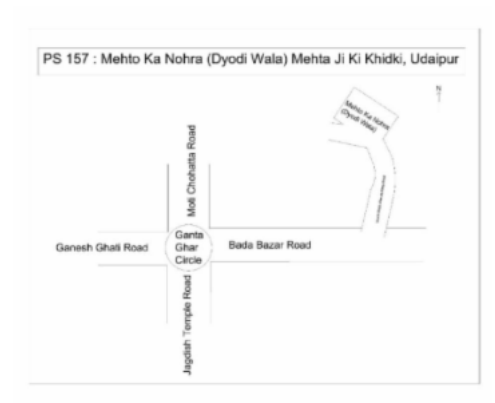 PS 157 : Mehto Ka Nohra (Dyodi Wala) Mehta Ji Ki Khidki, Udaipur
N
Mehto Ka Nohra
(Dyodi Wala)
Moti Chohatta Road
Ganesh Ghati Road
Ganta
Ghar
Circle
Bada Bazar Road
Jagdish Temple Road